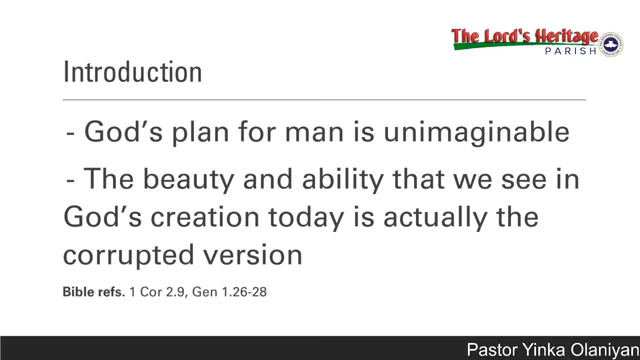 The Lord's Heritage
PARISH
Introduction
- God's plan for man is unimaginable
- The beauty and ability that we see in
God's creation today is actually the
corrupted version
Bible refs. 1 Cor 2.9, Gen 1.26-28
Pastor Yinka Olaniyan